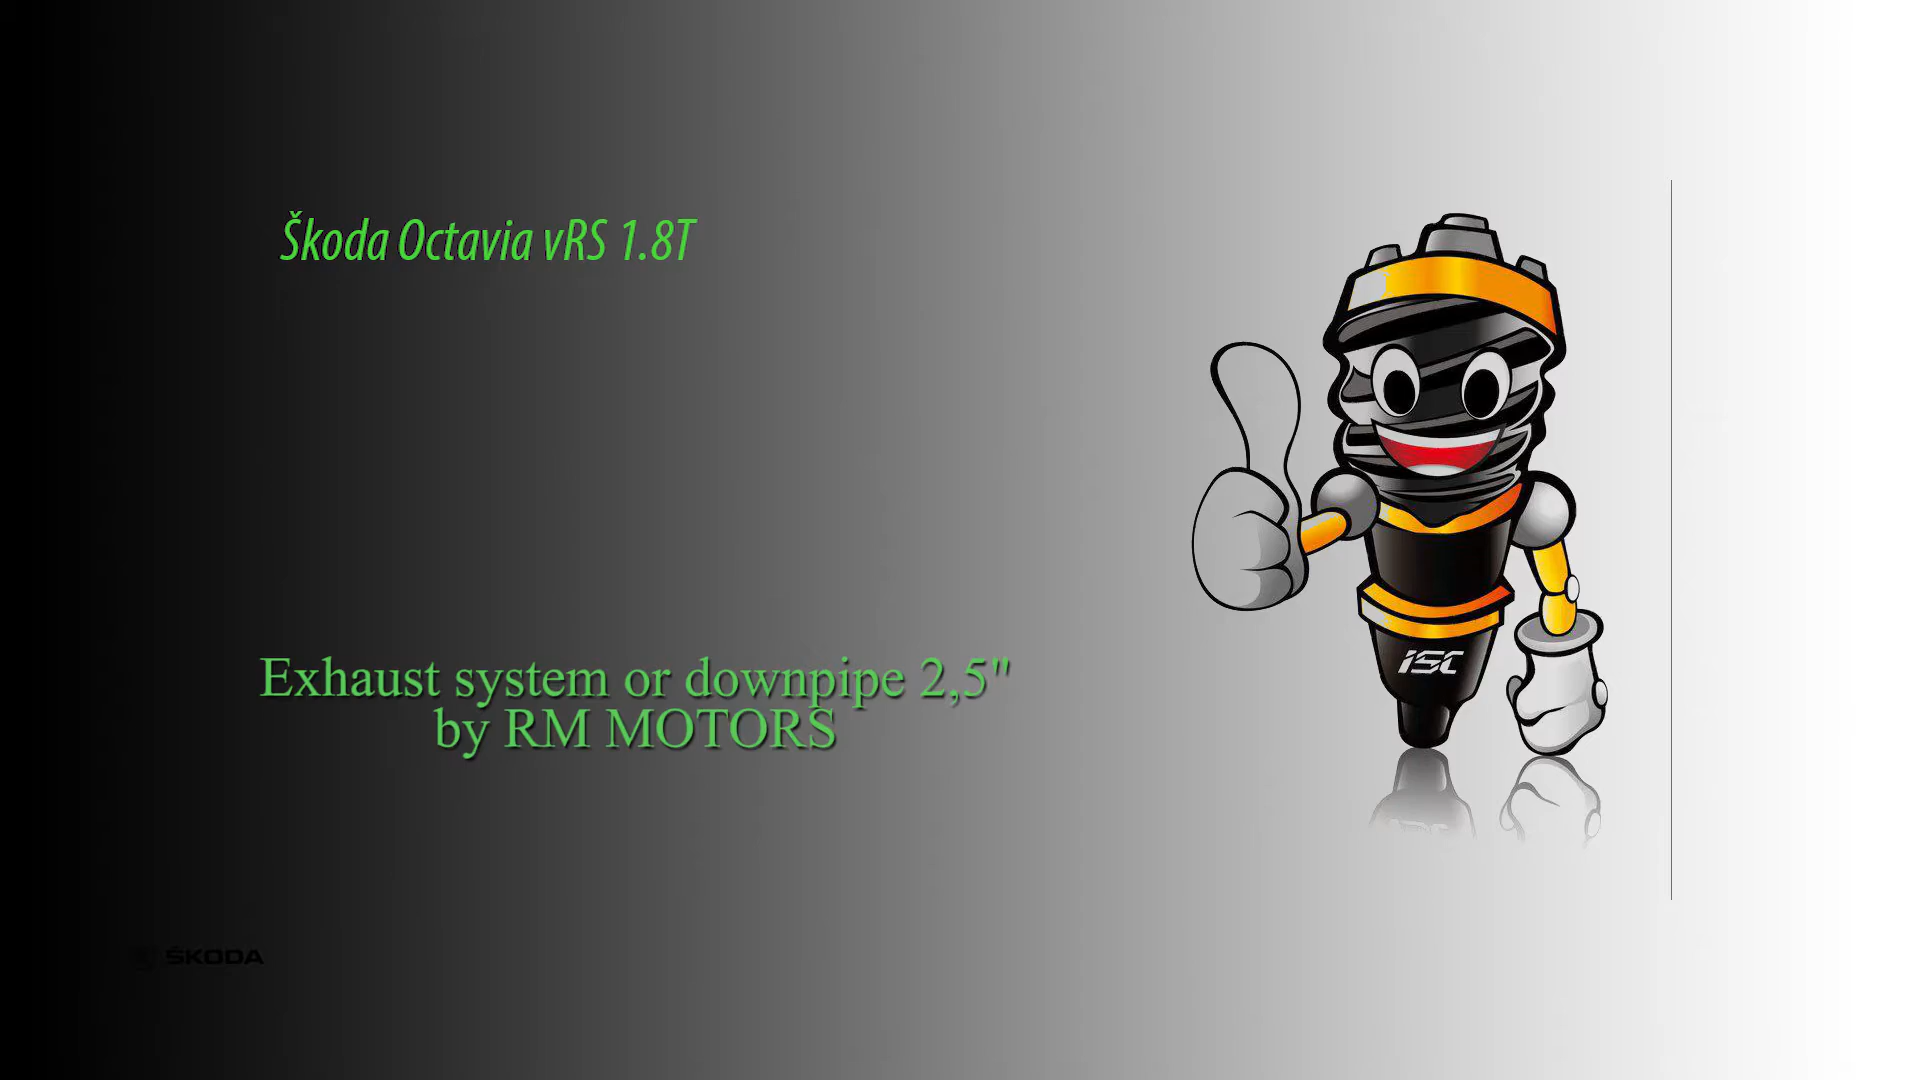 Škoda Octavia vRS 1.8T
Exhaust system or downpipe 2,5"
by RM MOTORS
ISC
ŠKODA